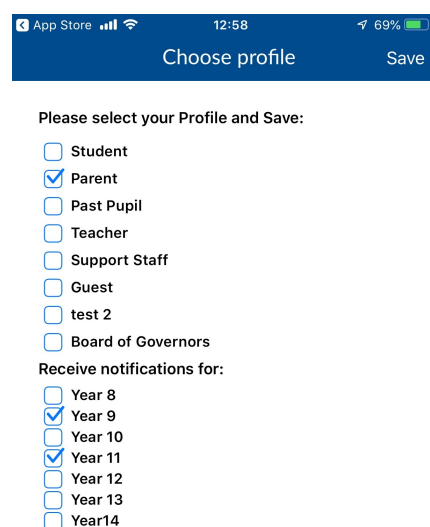 App Store 12:58 69%
Choose profile Save
Please select your Profile and Save:
Student
Parent
Past Pupil
Teacher
Support Staff
Guest
test 2
Board of Governors
Receive notifications for:
Year 8
Year 9
Year 10
Year 11
Year 12
Year 13
Year14